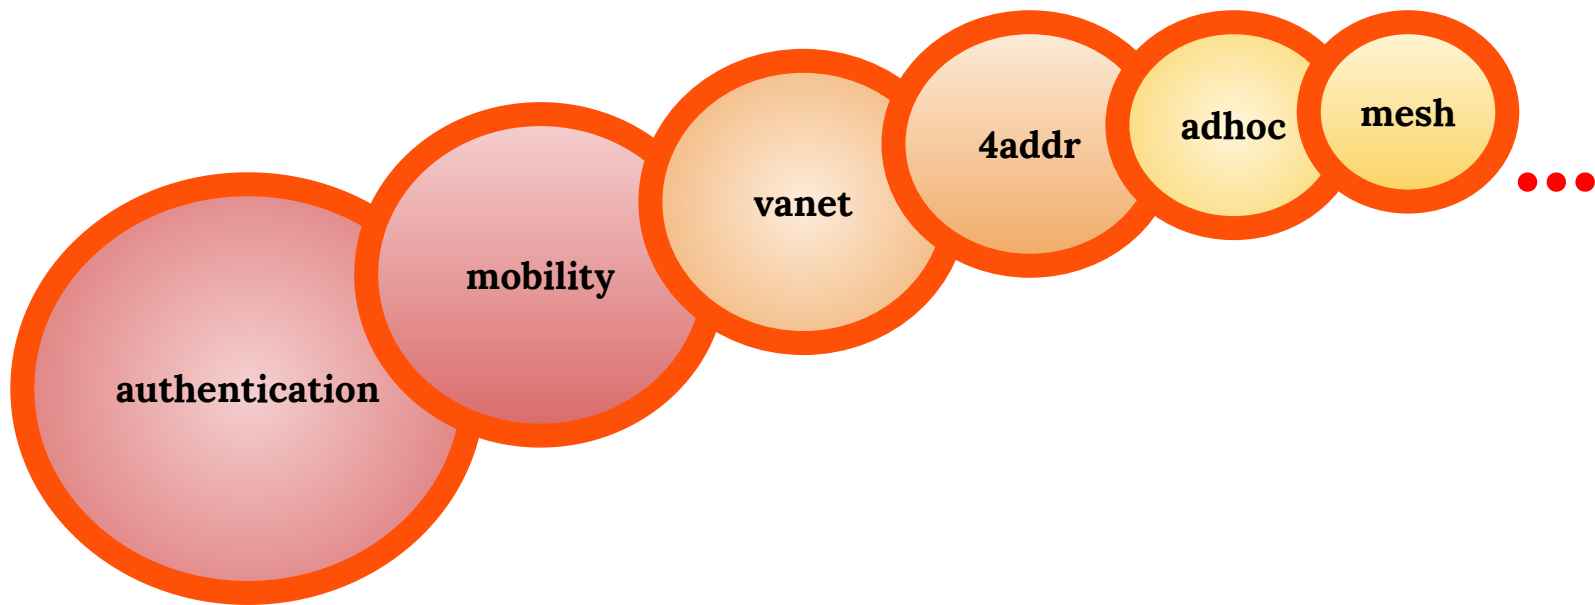 authentication
mobility
vanet
4addr
adhoc
mesh
...